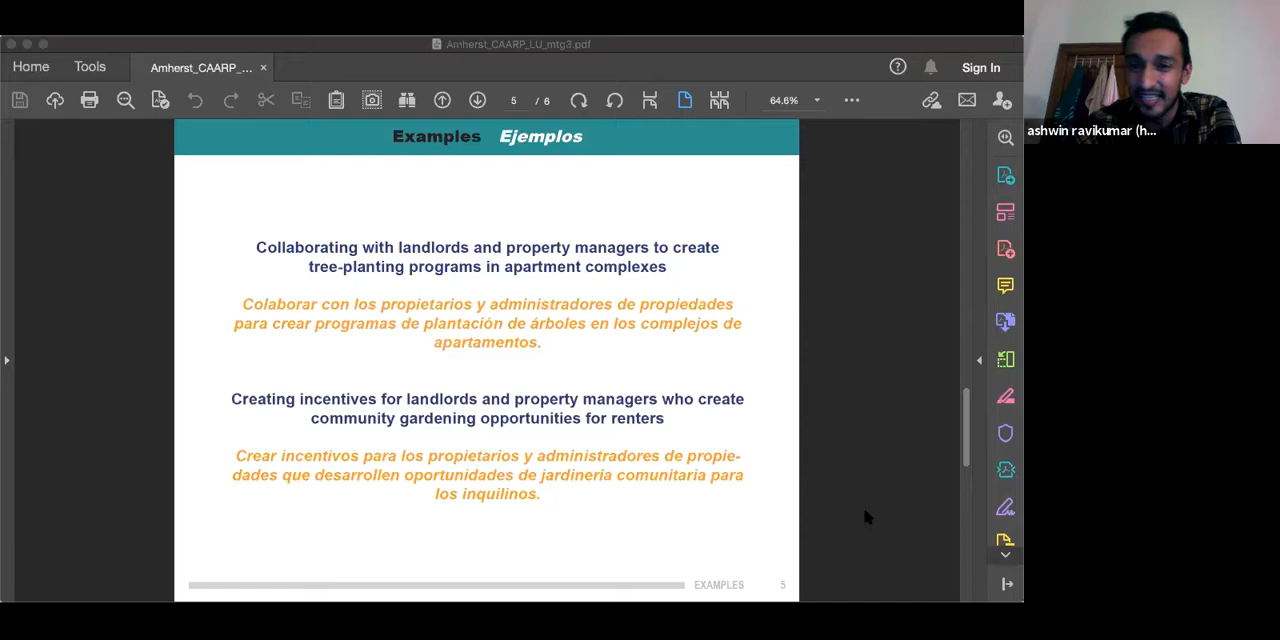 Amherst_CAARP_LU_mtg3.pdf
Home Tools Amherst_CAARP_... × Sign In
5 / 6 64.6%
ashwin ravikumar (h...
Examples Ejemplos
Collaborating with landlords and property managers to create
tree-planting programs in apartment complexes
Colaborar con los propietarios y administradores de propiedades
para crear programas de plantación de árboles en los complejos de
apartamentos.
Creating incentives for landlords and property managers who create
community gardening opportunities for renters
Crear incentivos para los propietarios y administradores de propie-
dades que desarrollen oportunidades de jardinería comunitaria para
los inquilinos.
EXAMPLES 5